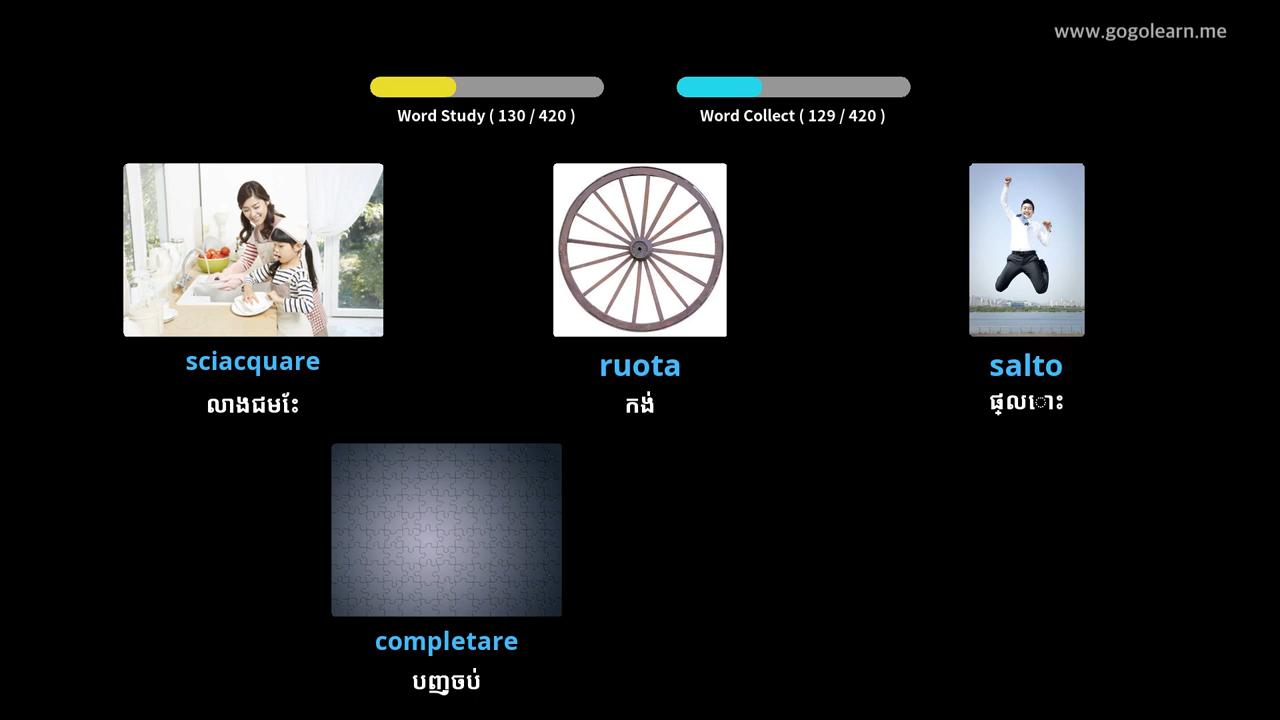 www.gogolearn.me
Word Study ( 130 / 420 )
Word Collect ( 129 / 420 )
sciacquare
ruota
salto
លាងជមែះ
កង់
ផ្លោះ
completare
បញ្ចប់